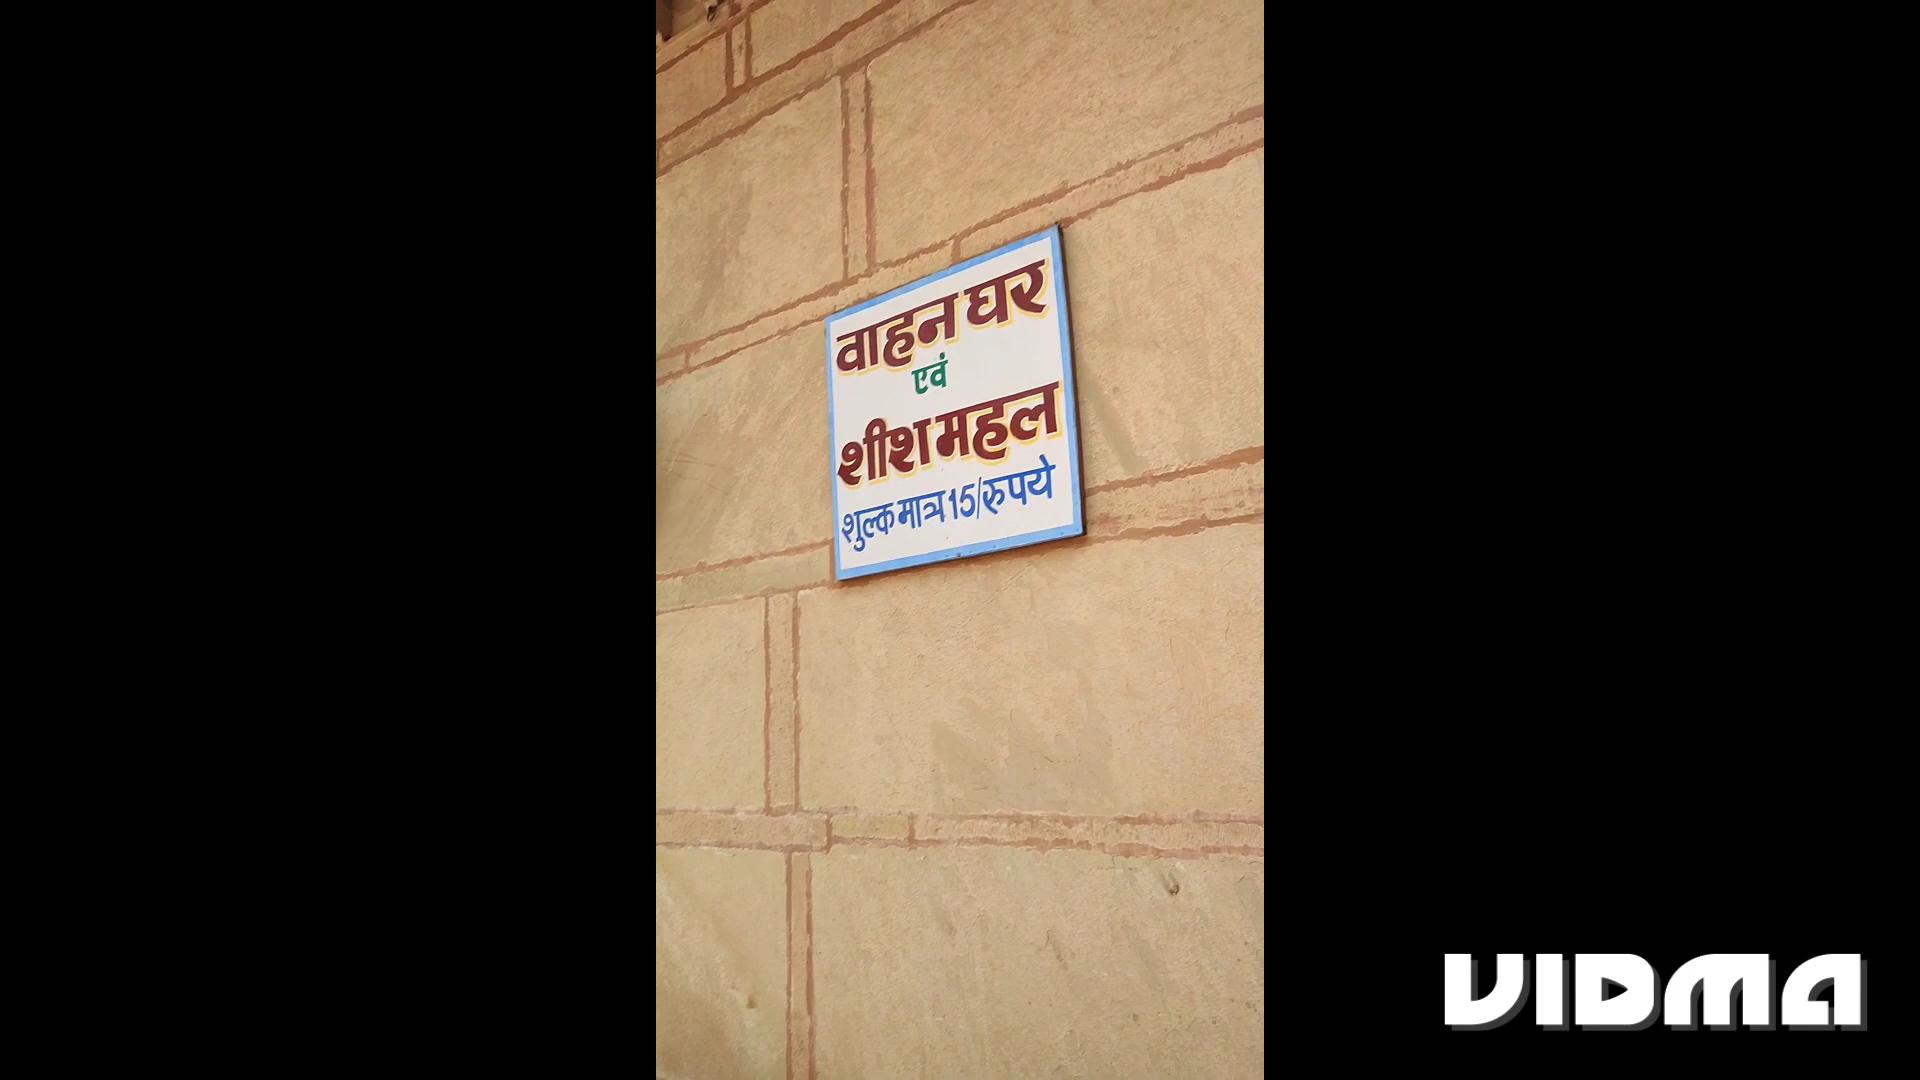 वाहन घर
एवं
शीश महल
शुल्क मात्र 15/रुपये
VIDMA